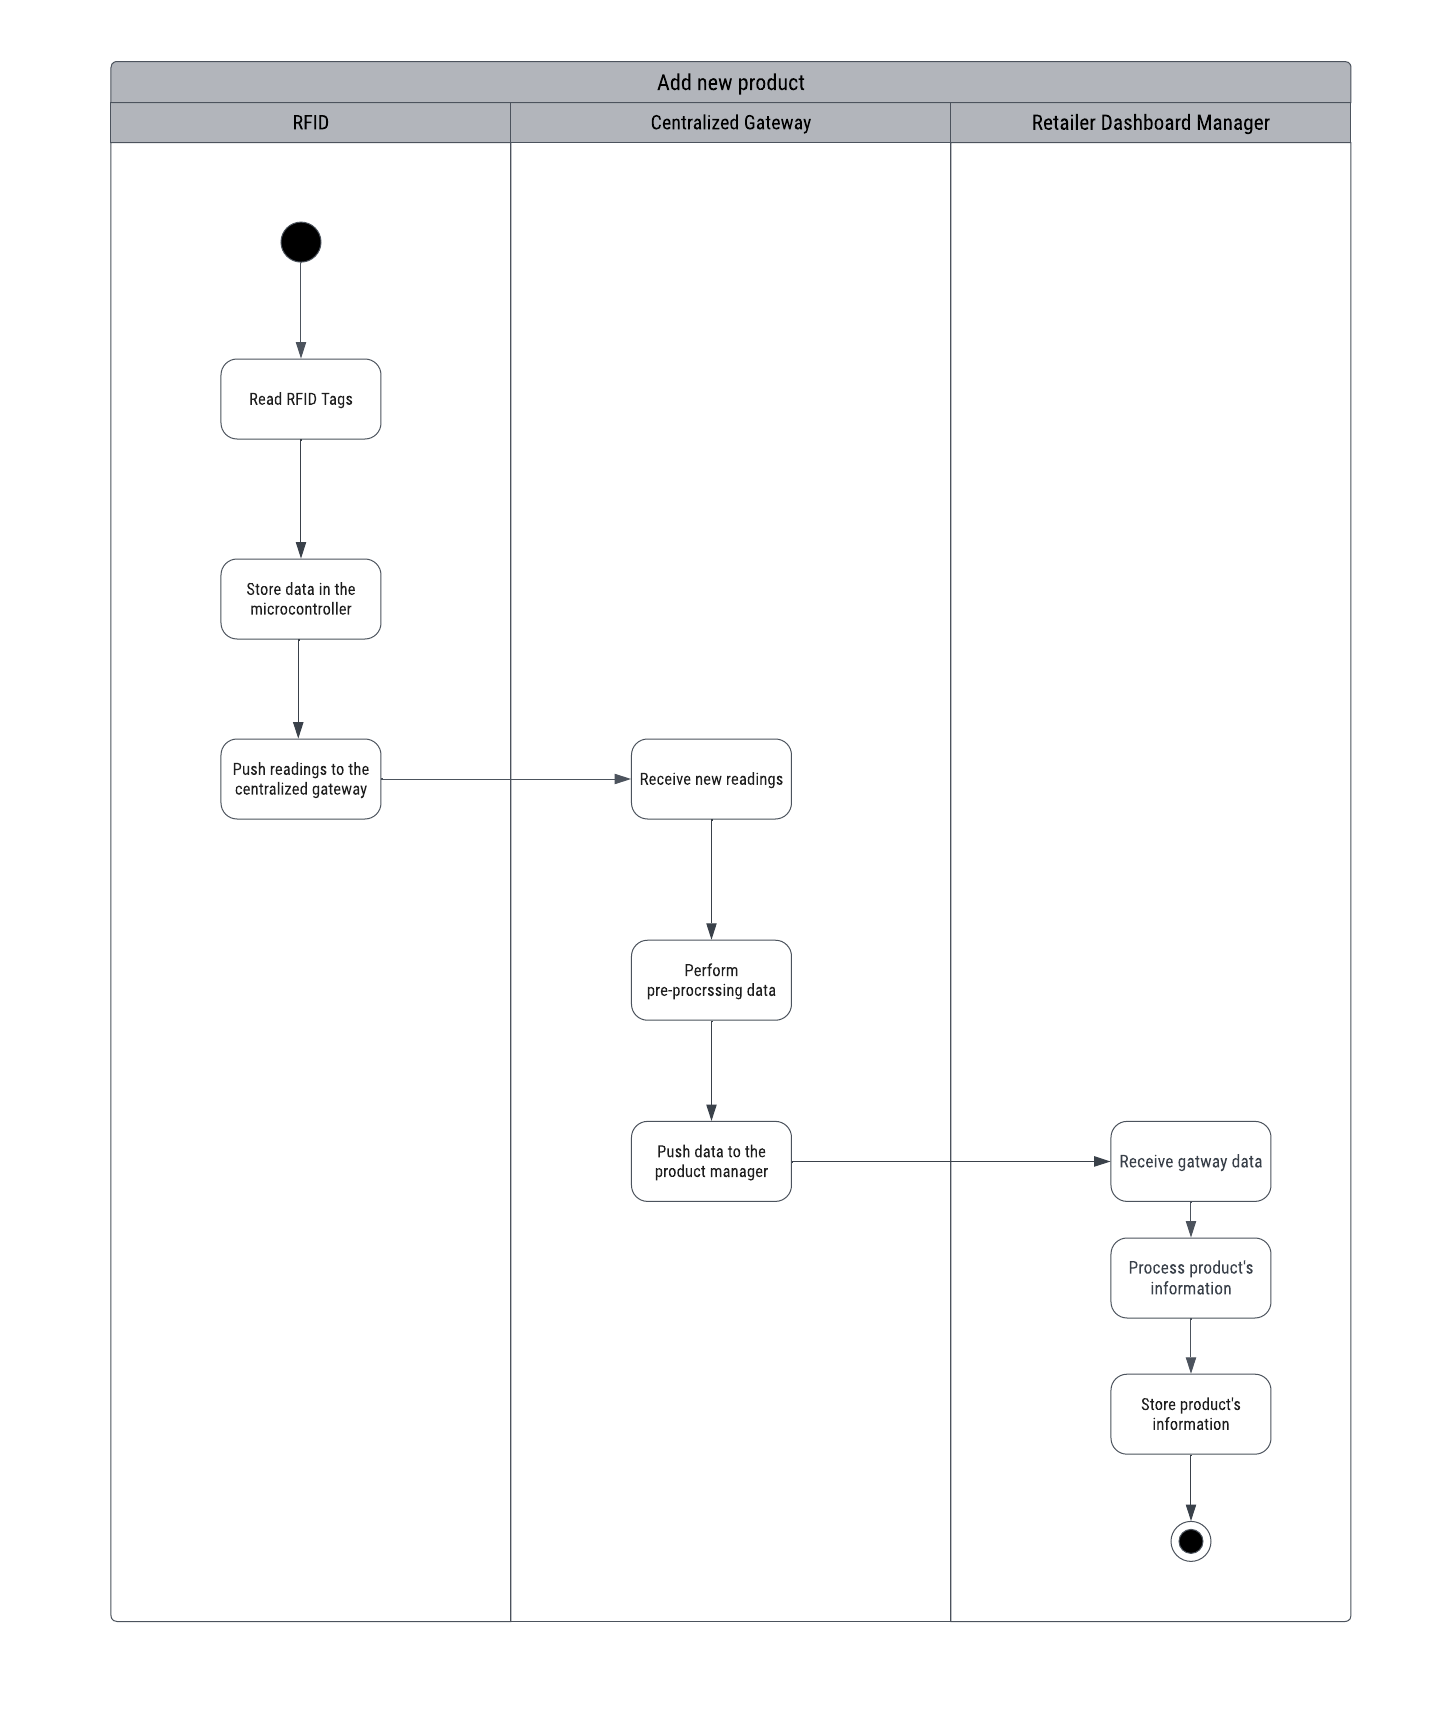 Add new product
RFID
Centralized Gateway
Retailer Dashboard Manager
Read RFID Tags
Store data in the
microcontroller
Push readings to the
centralized gateway
Receive new readings
Perform
pre-procrssing data
Push data to the
product manager
Receive gatway data
Process product's
information
Store product's
information